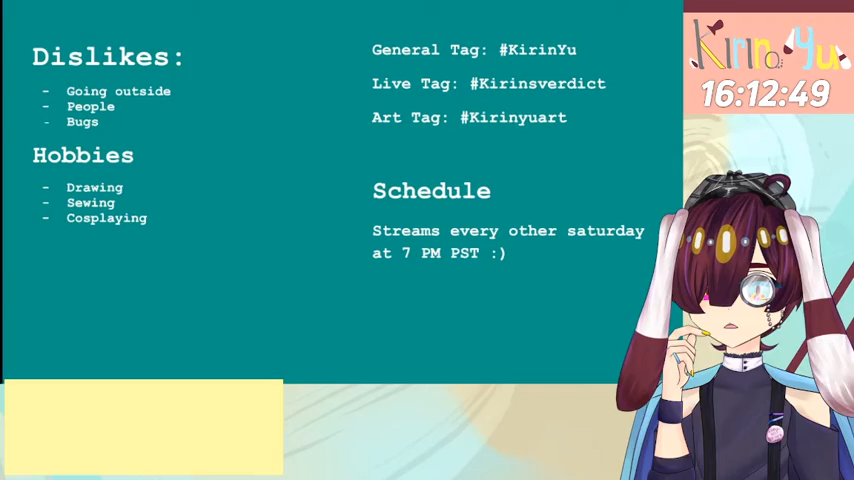 Dislikes:
- Going outside
- People
- Bugs
Hobbies
- Drawing
- Sewing
- Cosplaying
General Tag: #KirinYu
Live Tag: #Kirinsverdict
Art Tag: #Kirinyuart
Schedule
Streams every other saturday
at 7 PM PST :)
Kirin Yu
16:12:49